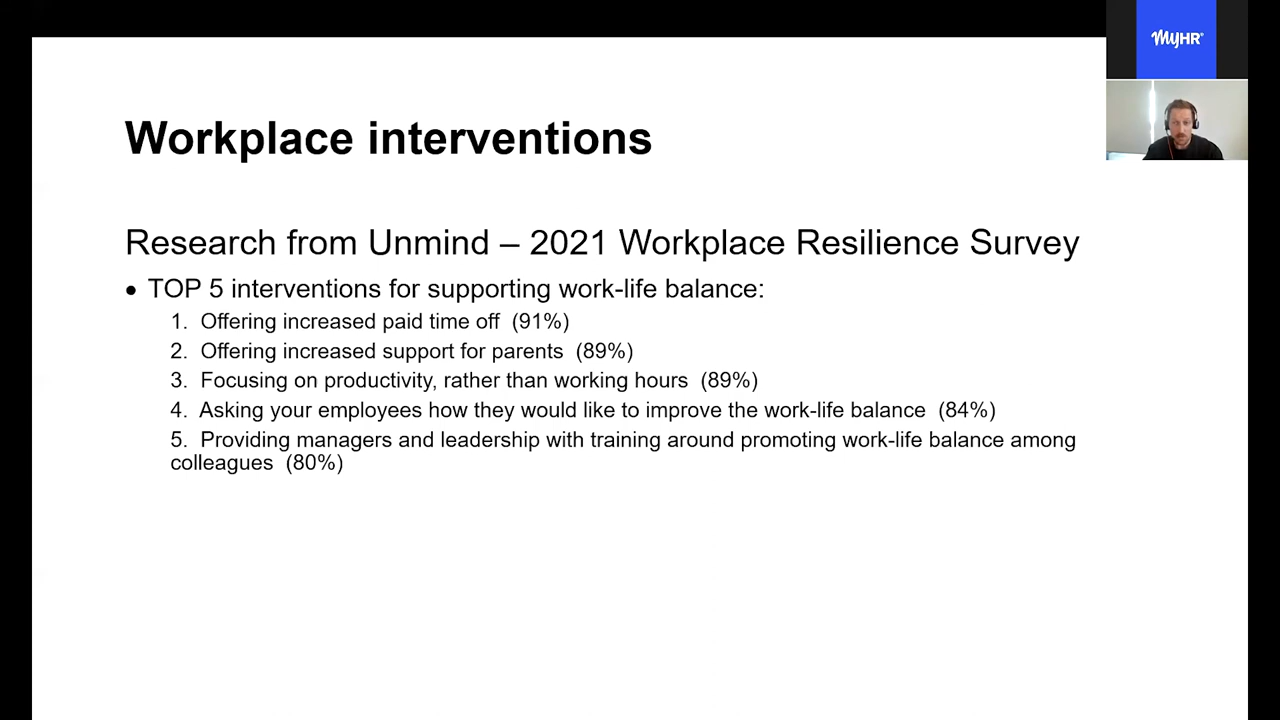 MyHR
Workplace interventions
Research from Unmind – 2021 Workplace Resilience Survey
• TOP 5 interventions for supporting work-life balance:
1. Offering increased paid time off (91%)
2. Offering increased support for parents (89%)
3. Focusing on productivity, rather than working hours (89%)
4. Asking your employees how they would like to improve the work-life balance (84%)
5. Providing managers and leadership with training around promoting work-life balance among
colleagues (80%)